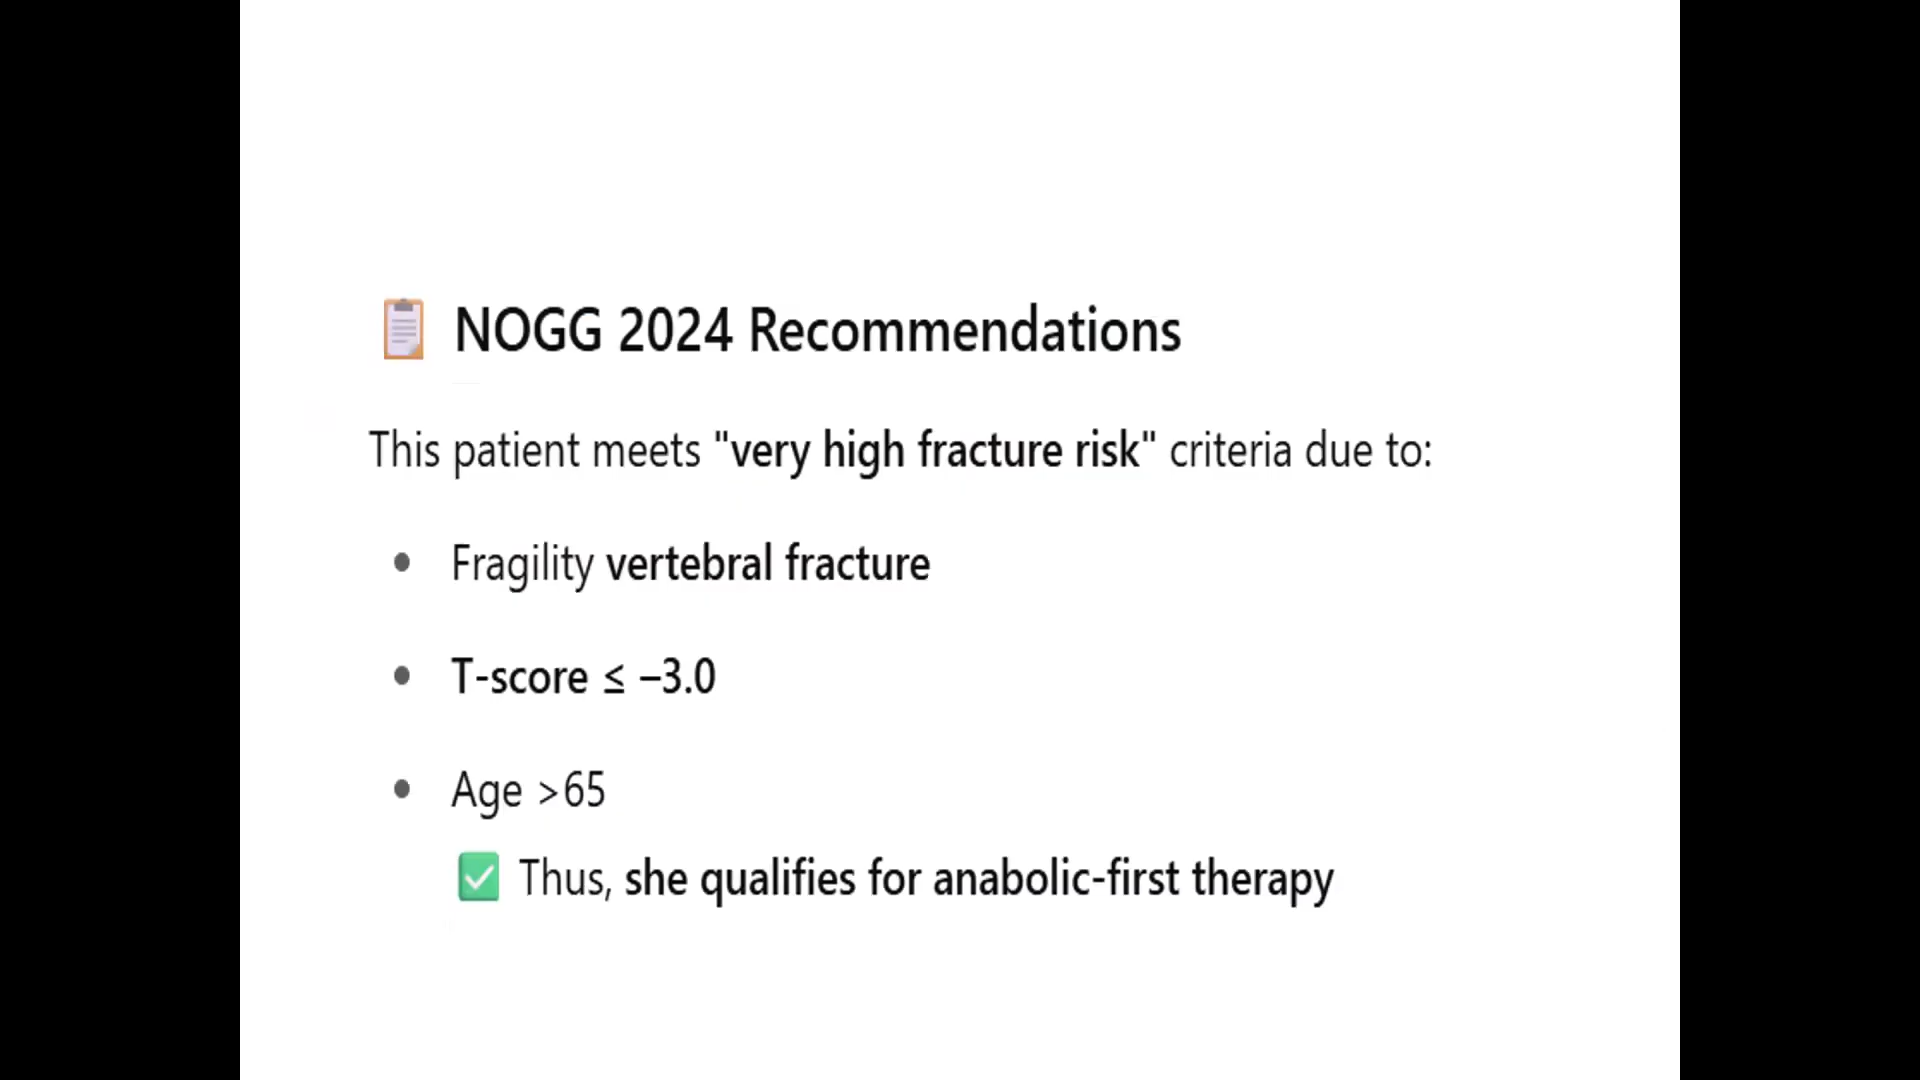 NOGG 2024 Recommendations
This patient meets "very high fracture risk" criteria due to:
• Fragility vertebral fracture
• T-score ≤ –3.0
• Age >65
✅ Thus, she qualifies for anabolic-first therapy